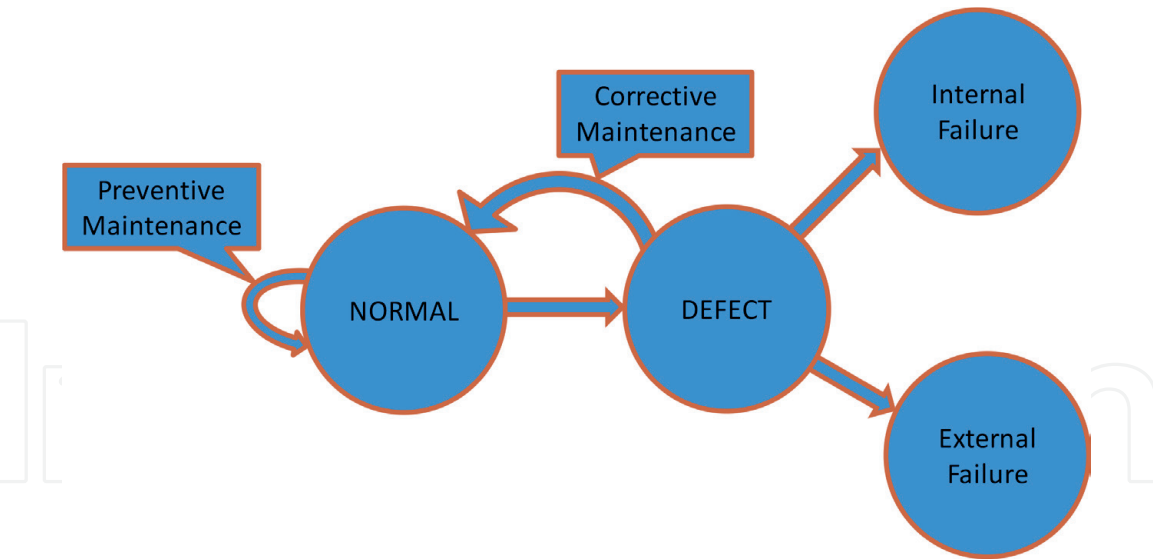 Internal
Failure
Corrective
Maintenance
Preventive
Maintenance
NORMAL
DEFECT
External
Failure